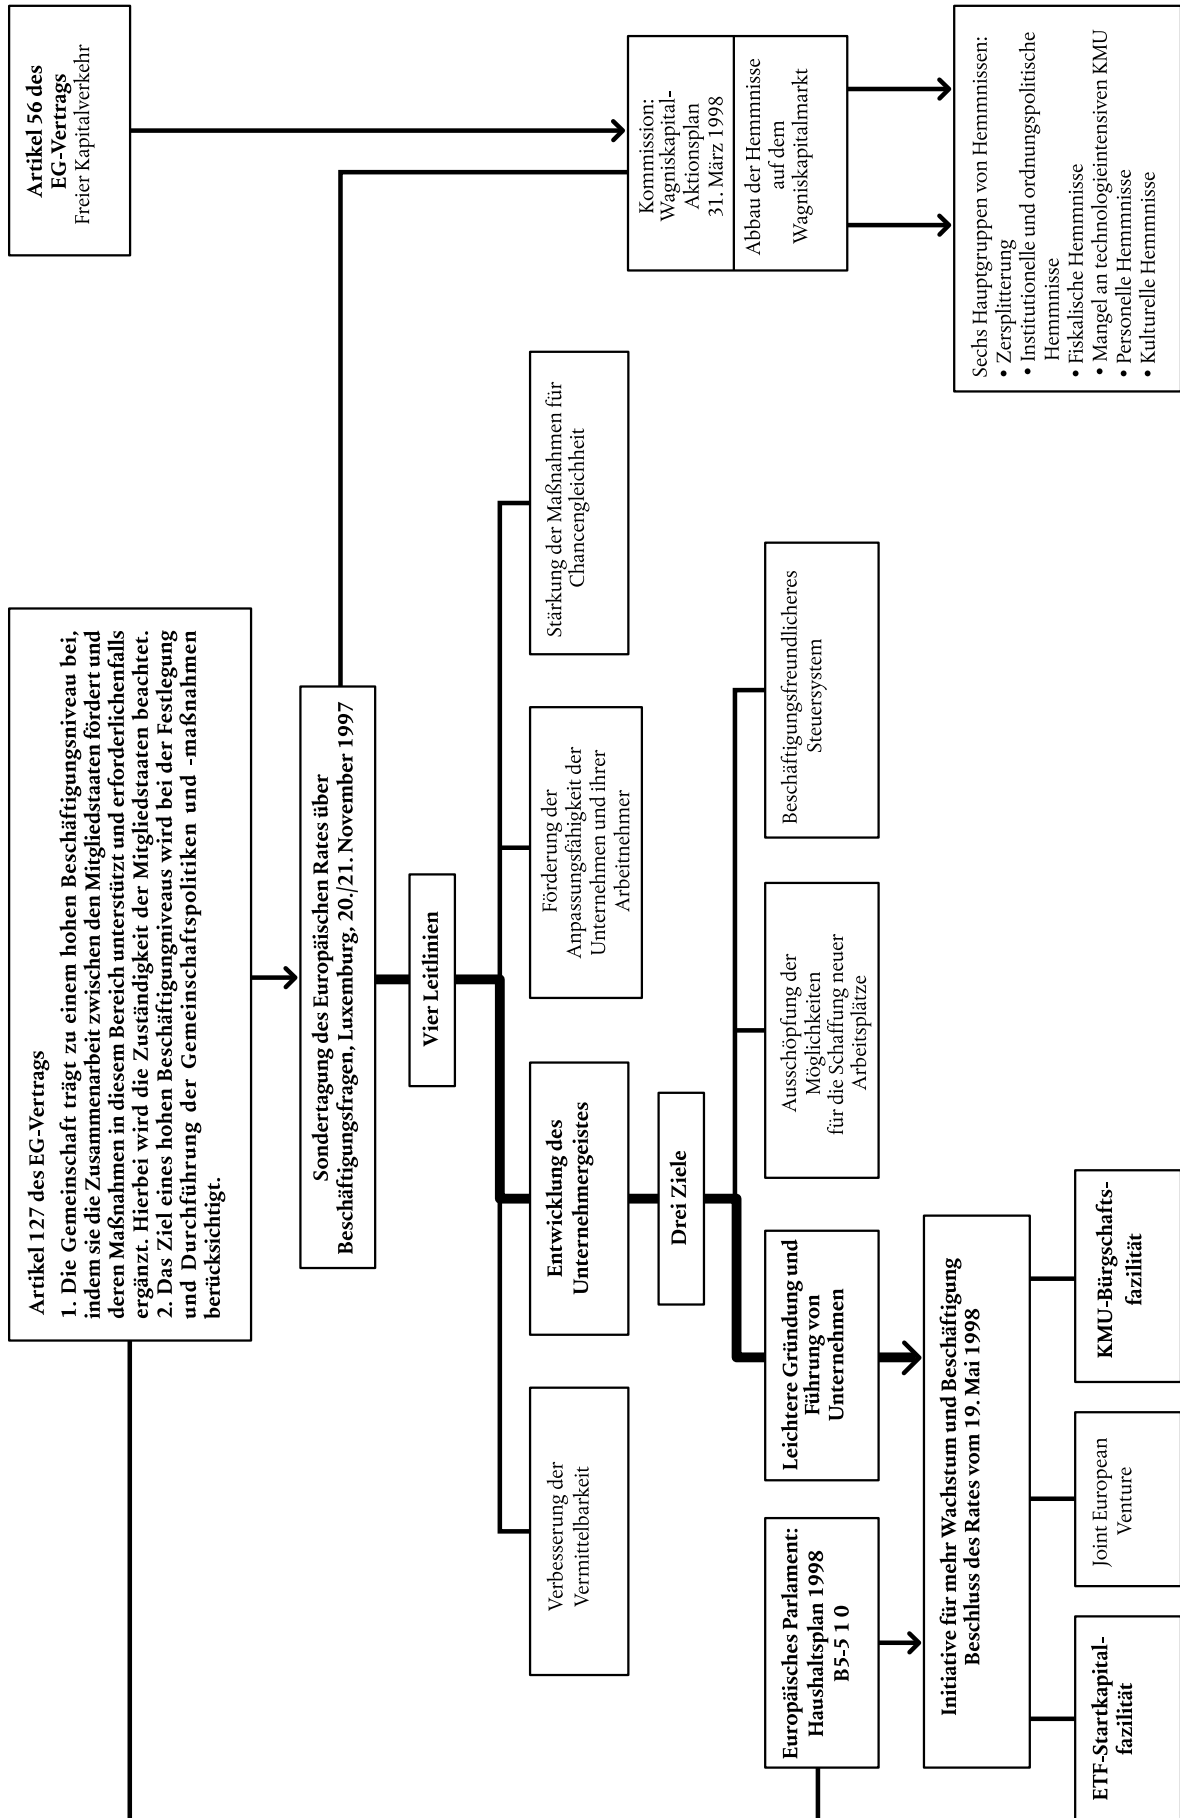 Artikel 127 des EG-Vertrags
1. Die Gemeinschaft trägt zu einem hohen Beschäftigungsniveau bei,
indem sie die Zusammenarbeit zwischen den Mitgliedstaaten fördert und
deren Maßnahmen in diesem Bereich unterstützt und erforderlichenfalls
ergänzt. Hierbei wird die Zuständigkeit der Mitgliedstaaten beachtet.
2. Das Ziel eines hohen Beschäftigungniveaus wird bei der Festlegung
und Durchführung der Gemeinschaftspolitiken und -maßnahmen
berücksichtigt.
Artikel 56 des
EG-Vertrags
Freier Kapitalverkehr
Sondertagung des Europäischen Rates über
Beschäftigungsfragen, Luxemburg, 20./21. November 1997
Vier Leitlinien
Verbesserung der
Vermittelbarkeit
Entwicklung des
Unternehmergeistes
Förderung der
Anpassungsfähigkeit der
Unternehmen und ihrer
Arbeitnehmer
Stärkung der Maßnahmen für
Chancengleichheit
Kommission:
Wagniskapital-
Aktionsplan
31. März 1998
Abbau der Hemmnisse
auf dem
Wagniskapitalmarkt
Drei Ziele
Europäisches Parlament:
Haushaltsplan 1998
B5-5 1 0
Leichtere Gründung und
Führung von
Unternehmen
Ausschöpfung der
Möglichkeiten
für die Schaffung neuer
Arbeitsplätze
Beschäftigungsfreundlicheres
Steuersystem
Initiative für mehr Wachstum und Beschäftigung
Beschluss des Rates vom 19. Mai 1998
Sechs Hauptgruppen von Hemmnissen:
• Zersplitterung
• Institutionelle und ordnungspolitische
Hemmnisse
• Fiskalische Hemmnisse
• Mangel an technologieintensiven KMU
• Personelle Hemmnisse
• Kulturelle Hemmnisse
ETF-Startkapital-
fazilität
Joint European
Venture
KMU-Bürgschafts-
fazilität